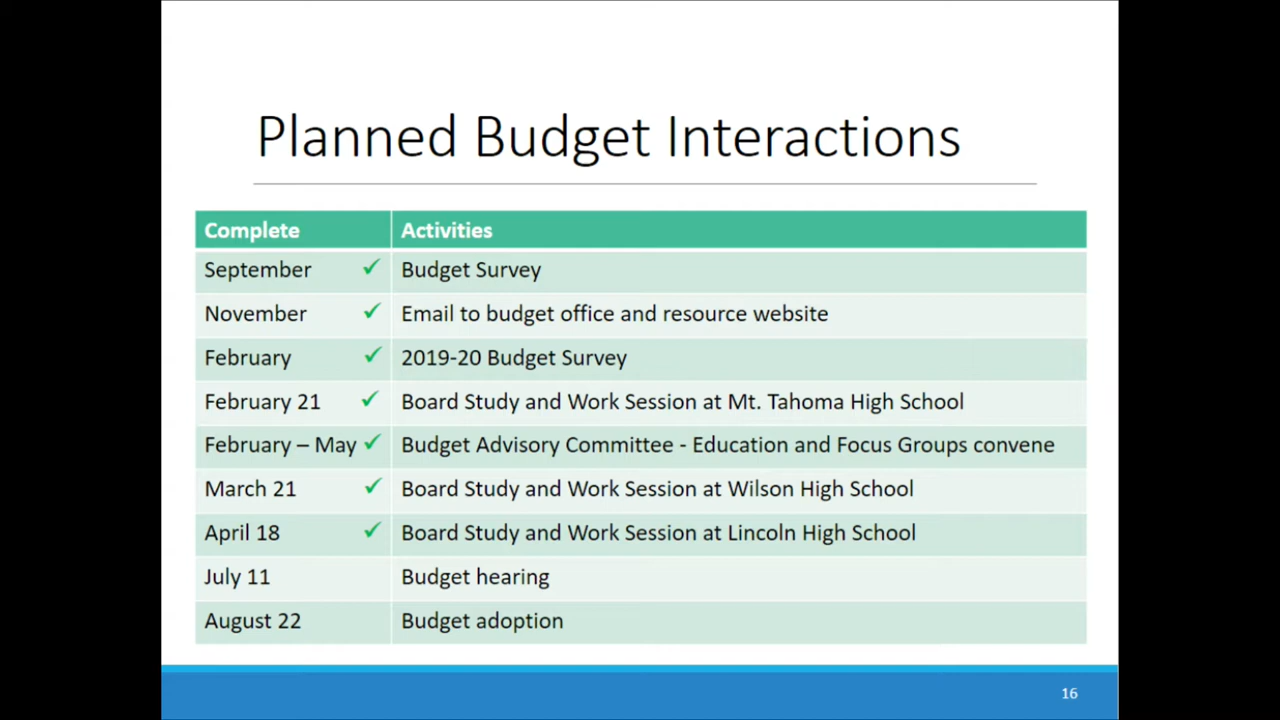 Planned Budget Interactions
Complete Activities
September ✓ Budget Survey
November ✓ Email to budget office and resource website
February ✓ 2019-20 Budget Survey
February 21 ✓ Board Study and Work Session at Mt. Tahoma High School
February – May ✓ Budget Advisory Committee - Education and Focus Groups convene
March 21 ✓ Board Study and Work Session at Wilson High School
April 18 ✓ Board Study and Work Session at Lincoln High School
July 11 Budget hearing
August 22 Budget adoption
16